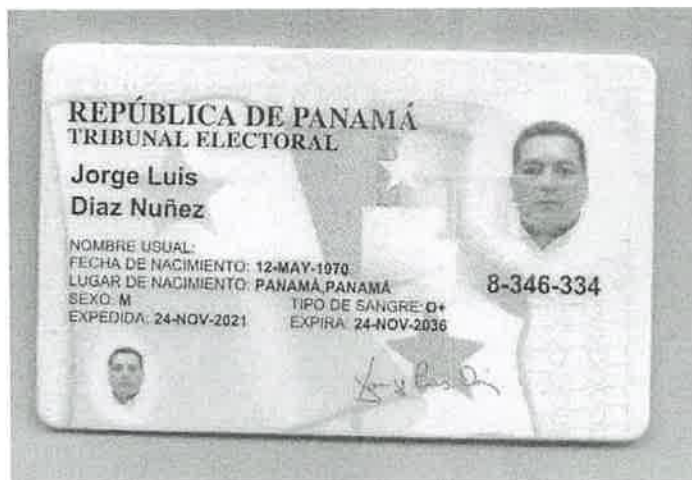 REPÚBLICA DE PANAMÁ
TRIBUNAL ELECTORAL
Jorge Luis
Diaz Nuñez
NOMBRE USUAL:
FECHA DE NACIMIENTO: 12-MAY-1970
LUGAR DE NACIMIENTO: PANAMÁ, PANAMÁ
SEXO: M TIPO DE SANGRE: O+
EXPEDIDA: 24-NOV-2021 EXPIRA: 24-NOV-2036
8-346-334